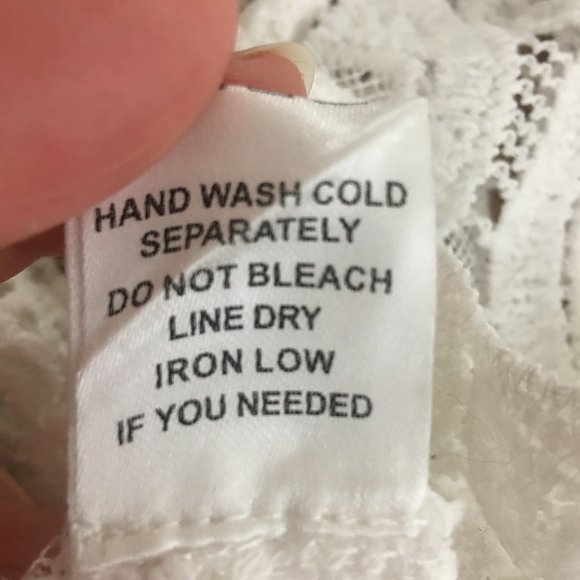 HAND WASH COLD
SEPARATELY
DO NOT BLEACH
LINE DRY
IRON LOW
IF YOU NEEDED